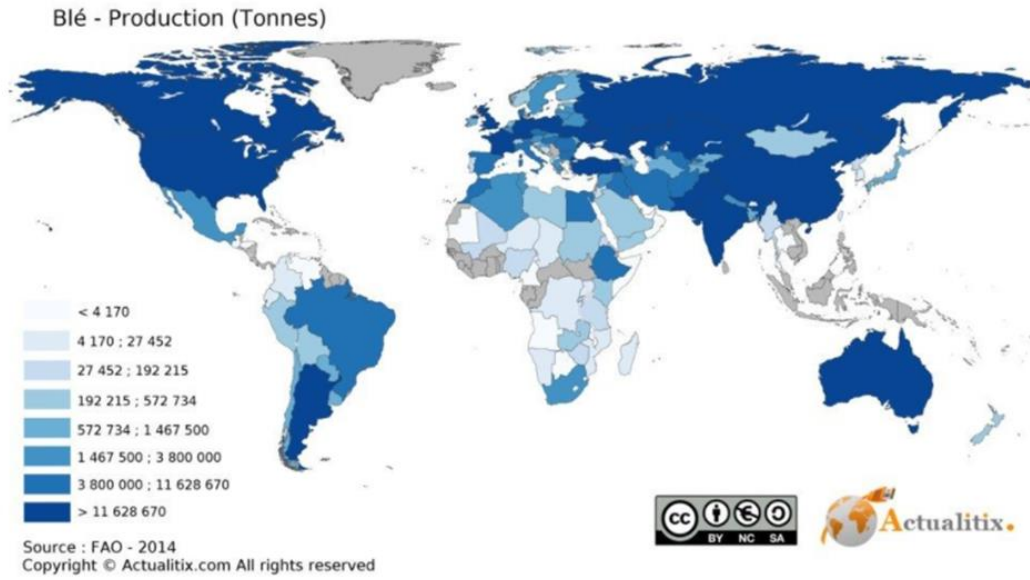 Blé - Production (Tonnes)
< 4 170
4 170 ; 27 452
27 452 ; 192 215
192 215 ; 572 734
572 734 ; 1 467 500
1 467 500 ; 3 800 000
3 800 000 ; 11 628 670
> 11 628 670
Source : FAO - 2014
Copyright © Actualitix.com All rights reserved
cc
BY NC SA
Actualitix.